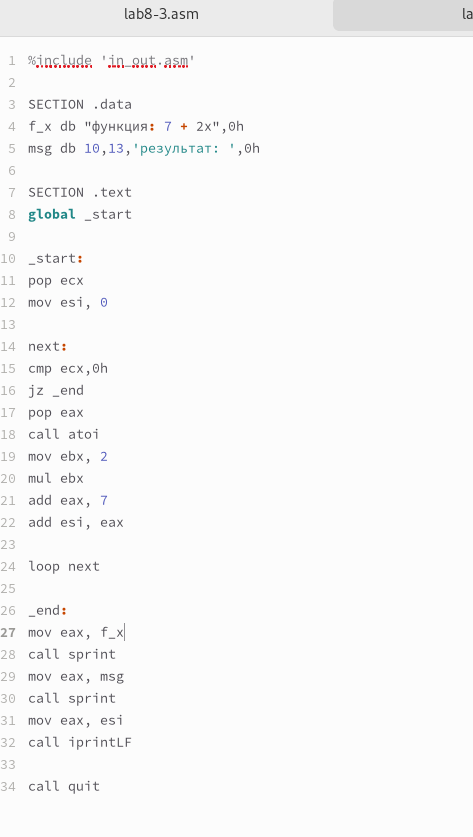 lab8-3.asm
la
1 %include 'in_out.asm'
2
3 SECTION .data
4 f_x db "функция: 7 + 2x",0h
5 msg db 10,13,'результат: ',0h
6
7 SECTION .text
8 global _start
9
10 _start:
11 pop ecx
12 mov esi, 0
13
14 next:
15 cmp ecx,0h
16 jz _end
17 pop eax
18 call atoi
19 mov ebx, 2
20 mul ebx
21 add eax, 7
22 add esi, eax
23
24 loop next
25
26 _end:
27 mov eax, f_x
28 call sprint
29 mov eax, msg
30 call sprint
31 mov eax, esi
32 call iprintLF
33
34 call quit